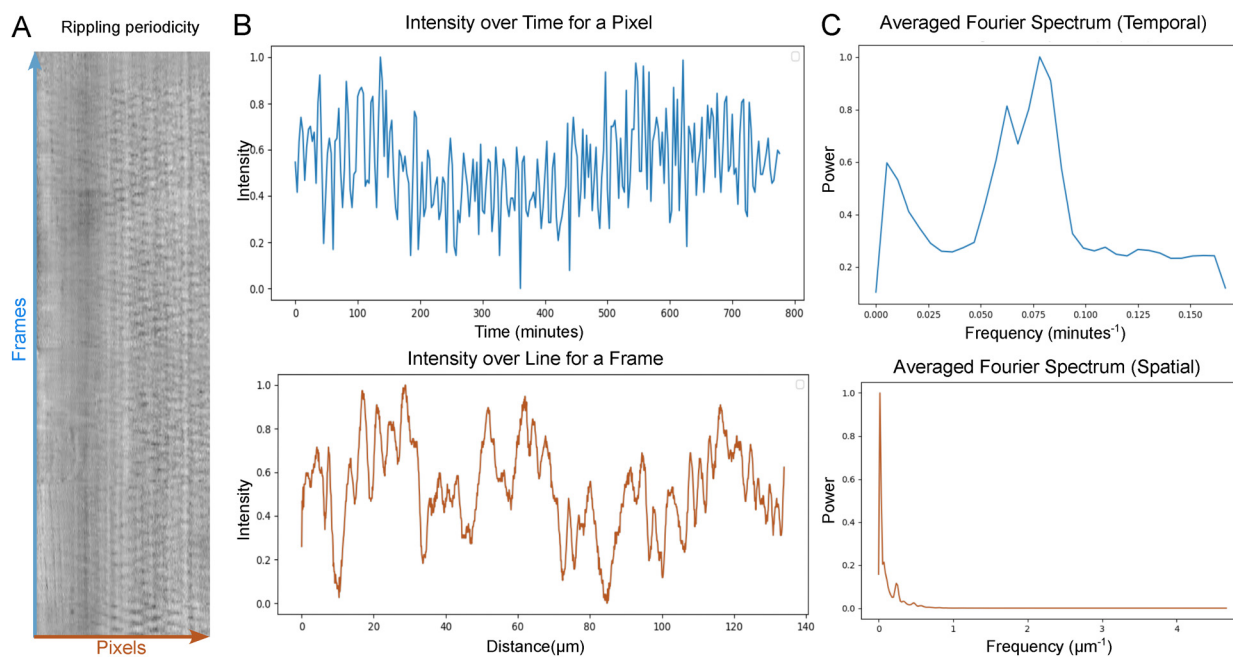 A
Rippling periodicity
Frames
Pixels
B
Intensity over Time for a Pixel
Intensity
1.0
0.8
0.6
0.4
0.2
0.0
0
100
200
300
400
500
600
700
800
Time (minutes)
Intensity over Line for a Frame
Intensity
1.0
0.8
0.6
0.4
0.2
0.0
0
20
40
60
80
100
120
140
Distance(µm)
C
Averaged Fourier Spectrum (Temporal)
Power
1.0
0.8
0.6
0.4
0.2
0.000
0.025
0.050
0.075
0.100
0.125
0.150
Frequency (minutes⁻¹)
Averaged Fourier Spectrum (Spatial)
Power
1.0
0.8
0.6
0.4
0.2
0.0
0
1
2
3
4
Frequency (µm⁻¹)